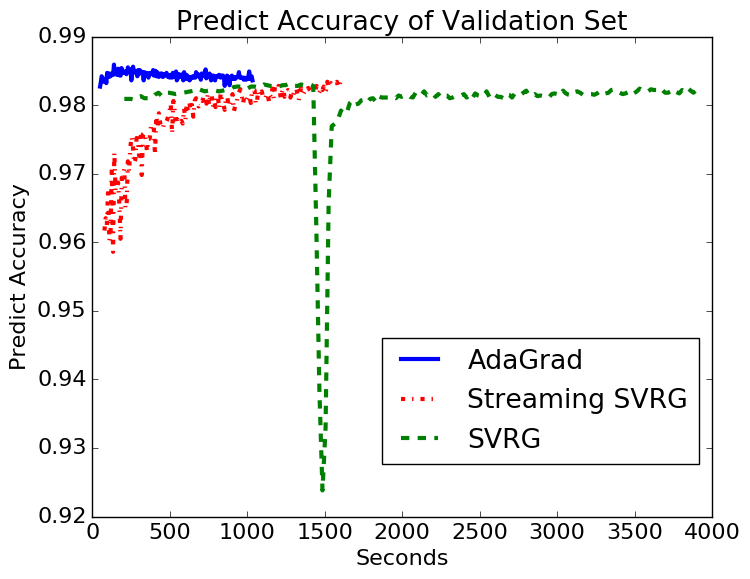 Predict Accuracy of Validation Set
0.99
0.98
0.97
0.96
0.95
0.94
0.93
0.92
Predict Accuracy
AdaGrad
Streaming SVRG
SVRG
0 500 1000 1500 2000 2500 3000 3500 4000
Seconds